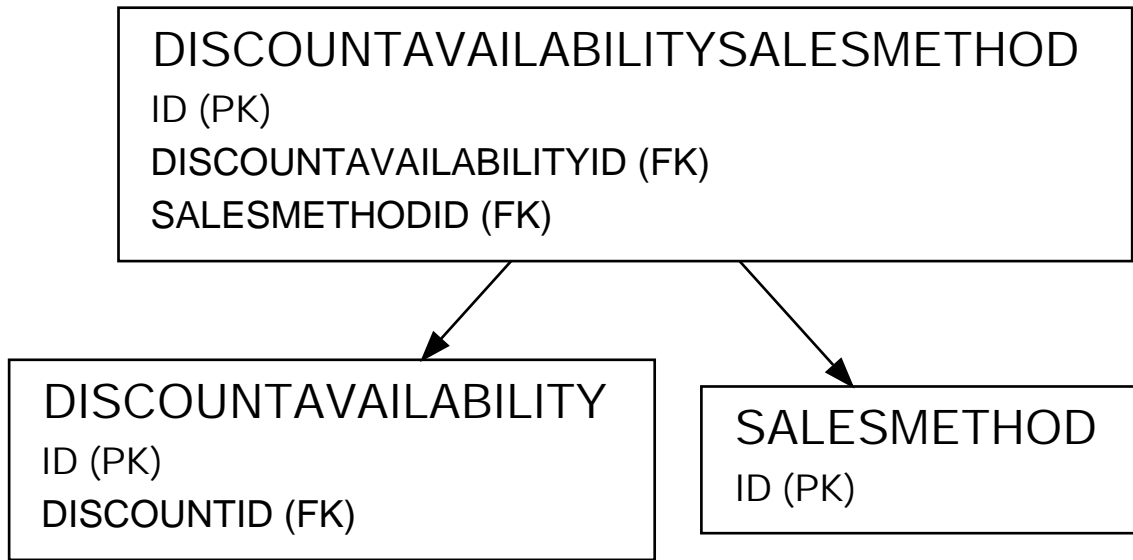 DISCOUNTAVAILABILITYSALESMETHOD
ID (PK)
DISCOUNTAVAILABILITYID (FK)
SALESMETHODID (FK)
DISCOUNTAVAILABILITY
ID (PK)
DISCOUNTID (FK)
SALESMETHOD
ID (PK)